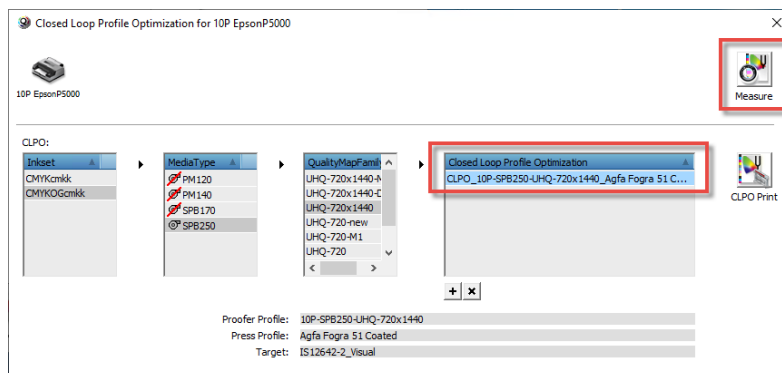 Closed Loop Profile Optimization for 10P EpsonP5000
10P EpsonP5000
Measure
CLPO:
Inkset
CMYKcmkk
CMYKOGcmkk
MediaType
PM120
PM140
SPB170
SPB250
QualityMapFamil
UHQ-720x1440-M
UHQ-720x1440-D
UHQ-720x1440
UHQ-720-new
UHQ-720-M1
UHQ-720
Closed Loop Profile Optimization
CLPO_10P-SPB250-UHQ-720x1440_Agfa Fogra 51 C...
CLPO Print
Proofer Profile: 10P-SPB250-UHQ-720x1440
Press Profile: Agfa Fogra 51 Coated
Target: IS12642-2_Visual